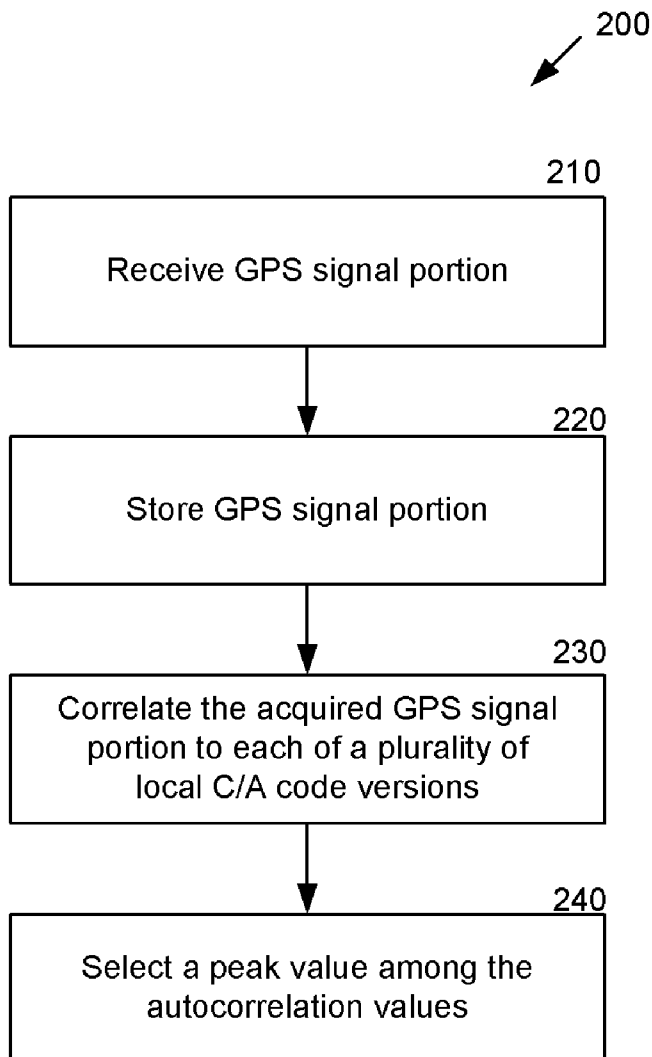 200
210
Receive GPS signal portion
220
Store GPS signal portion
230
Correlate the acquired GPS signal
portion to each of a plurality of
local C/A code versions
240
Select a peak value among the
autocorrelation values